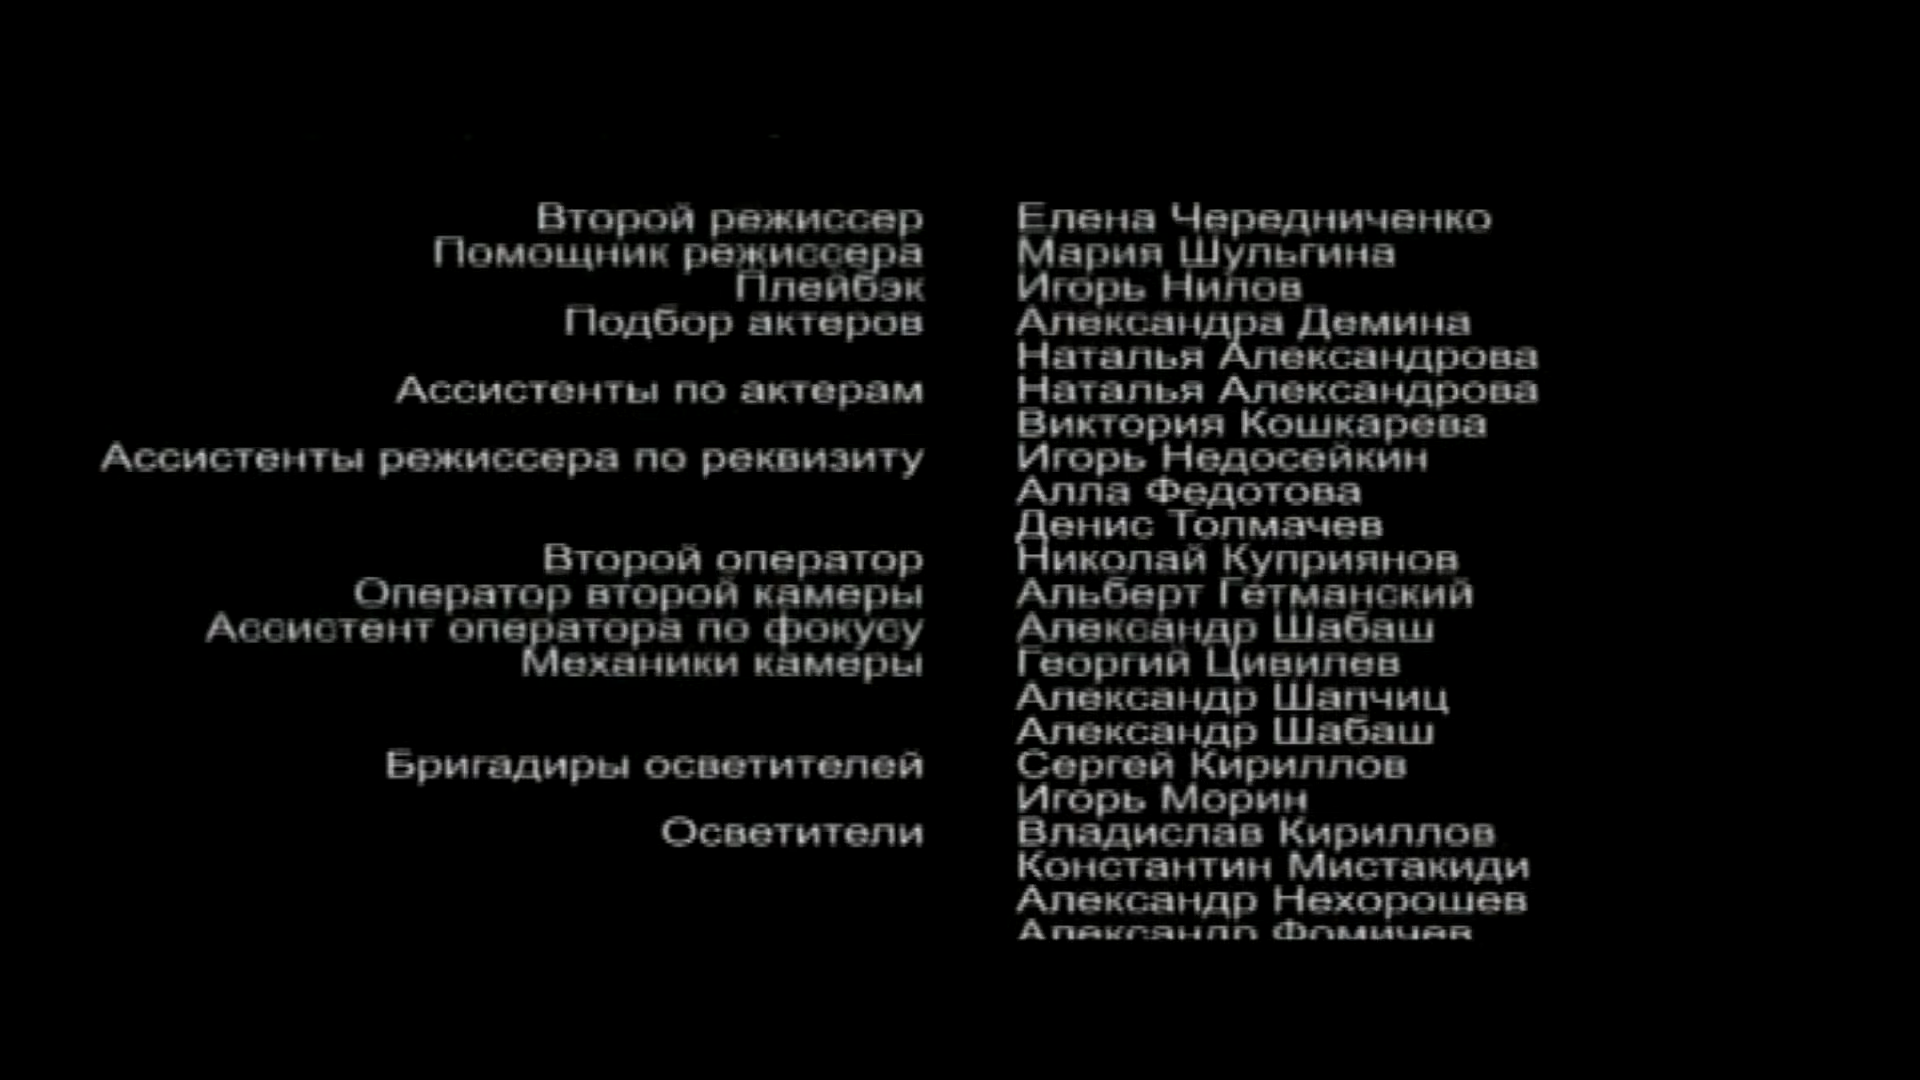 Второй режиссер Елена Чередниченко
Помощник режиссера Мария Шульгина
Плейбэк Игорь Нилов
Подбор актеров Александра Демина
Наталья Александрова
Ассистенты по актерам Наталья Александрова
Виктория Кошкарева
Ассистенты режиссера по реквизиту Игорь Недосейкин
Алла Федотова
Денис Толмачев
Второй оператор Николай Куприянов
Оператор второй камеры Альберт Гетманский
Ассистент оператора по фокусу Александр Шабаш
Механики камеры Георгий Цивилев
Александр Шапчиц
Александр Шабаш
Бригадиры осветителей Сергей Кириллов
Игорь Морин
Осветители Владислав Кириллов
Константин Мистакиди
Александр Нехорошев
Александр Фомичев